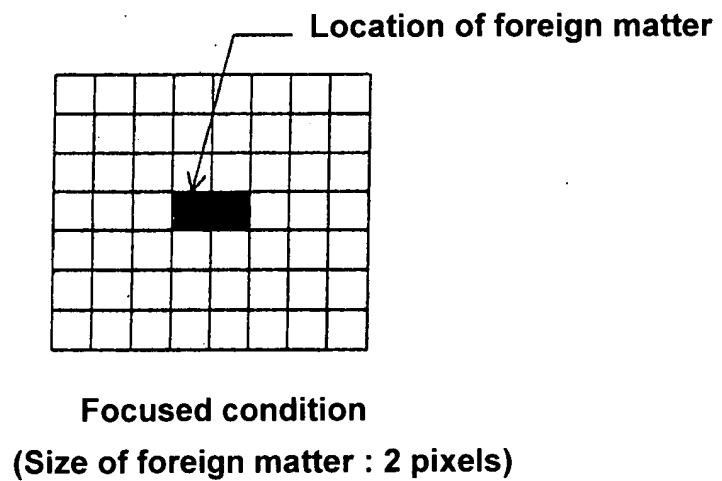 Location of foreign matter
Focused condition
(Size of foreign matter : 2 pixels)